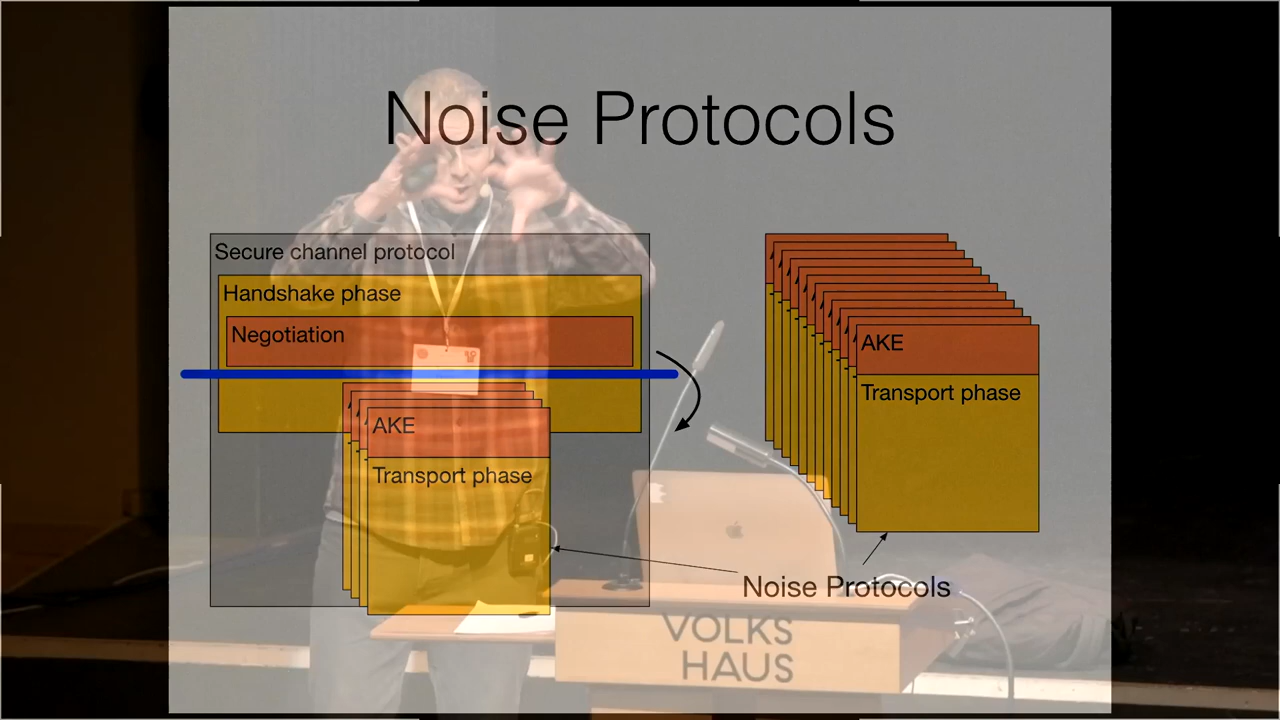 Noise Protocols
Secure channel protocol
Handshake phase
Negotiation
AKE
Transport phase
AKE
Transport phase
Noise Protocols
VOLKS
HAUS